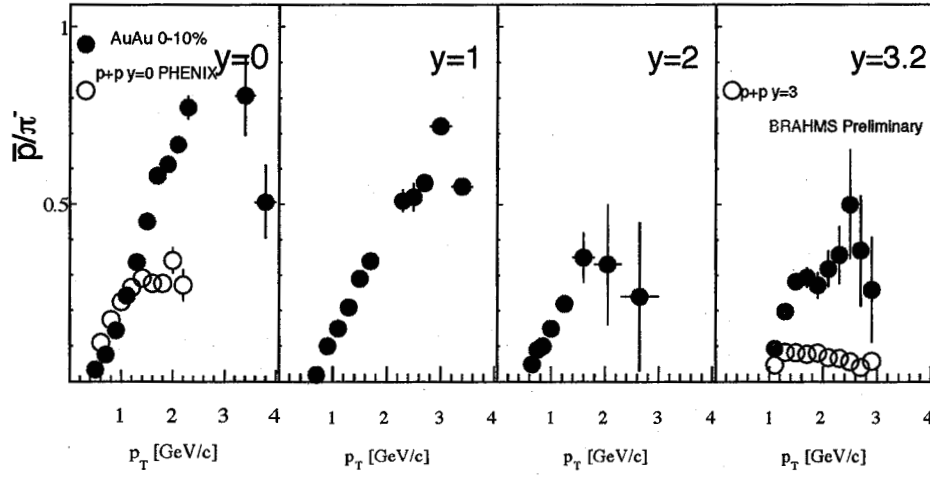 1
AuAu 0-10%
p+p y=0 PHENIX
y=0
y=1
y=2
y=3.2
p+p y=3
BRAHMS Preliminary
p̅/π⁻
0.5
1 2 3 4
1 2 3 4
1 2 3 4
1 2 3 4
p_T [GeV/c]
p_T [GeV/c]
p_T [GeV/c]
p_T [GeV/c]